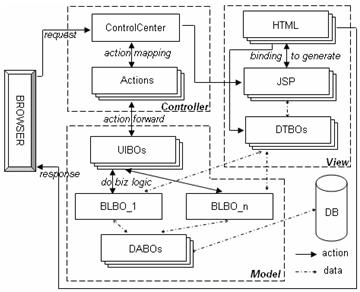 ControlCenter
HTML
request
action mapping
binding to generate
Actions
JSP
Controller
action forward
BROWSER
DTBOs
UIBOs
View
response
do biz logic
BLBO_1
BLBO_n
DB
DABOs
Model
action
data